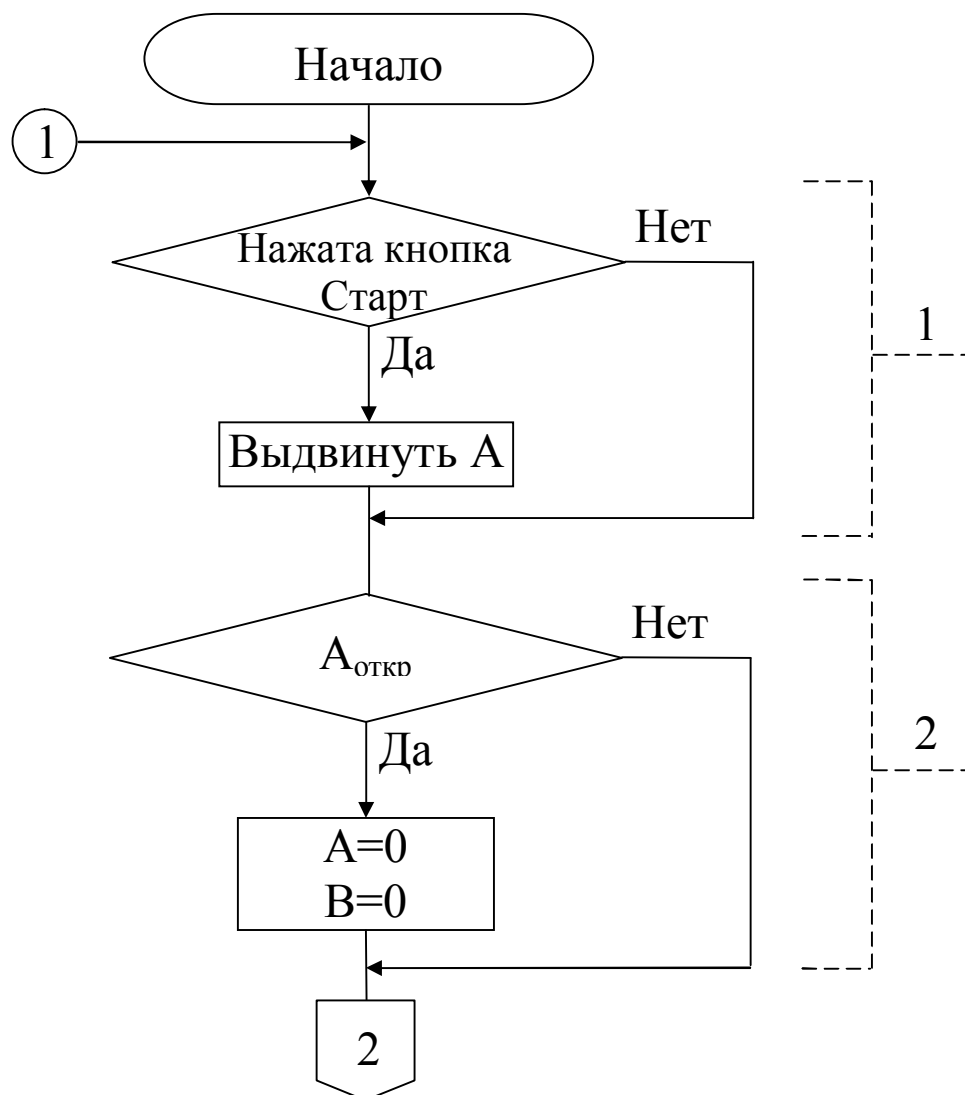 Начало
1
Нажата кнопка
Старт
Нет
Да
1
Выдвинуть А
Аоткр
Нет
Да
2
А=0
В=0
2